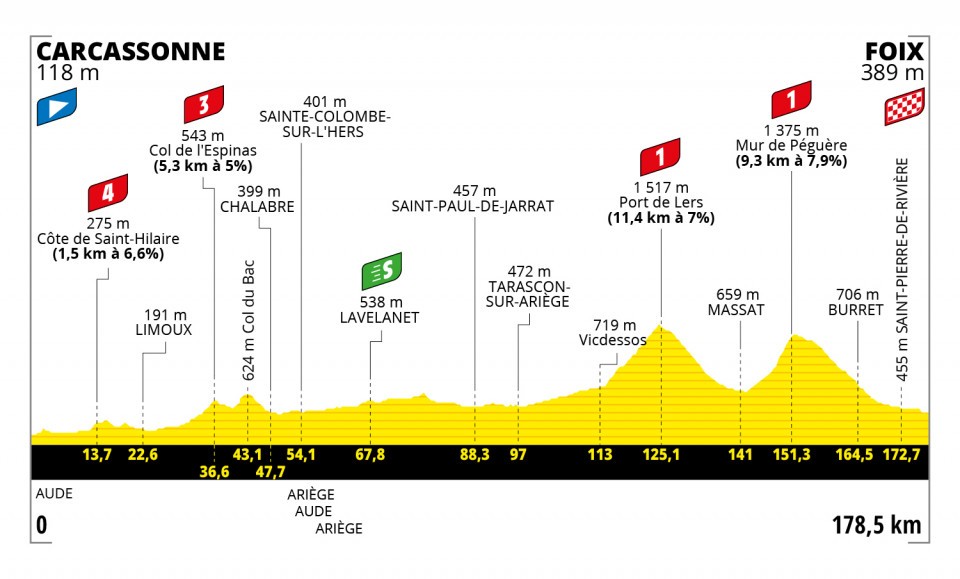 CARCASSONNE
118 m
FOIX
389 m
4
275 m
Côte de Saint-Hilaire
(1,5 km à 6,6%)
191 m
LIMOUX
3
543 m
Col de l'Espinas
(5,3 km à 5%)
624 m Col du Bac
399 m
CHALABRE
401 m
SAINTE-COLOMBE-
SUR-L'HERS
S
538 m
LAVELANET
457 m
SAINT-PAUL-DE-JARRAT
472 m
TARASCON-
SUR-ARIÈGE
719 m
Vicdessos
1
1 517 m
Port de Lers
(11,4 km à 7%)
659 m
MASSAT
1
1 375 m
Mur de Péguère
(9,3 km à 7,9%)
706 m
BURRET
455 m SAINT-PIERRE-DE-RIVIÈRE
13,7 22,6 36,6 43,1 47,7 54,1 67,8 88,3 97 113 125,1 141 151,3 164,5 172,7
AUDE
ARIÈGE
AUDE
ARIÈGE
0
178,5 km